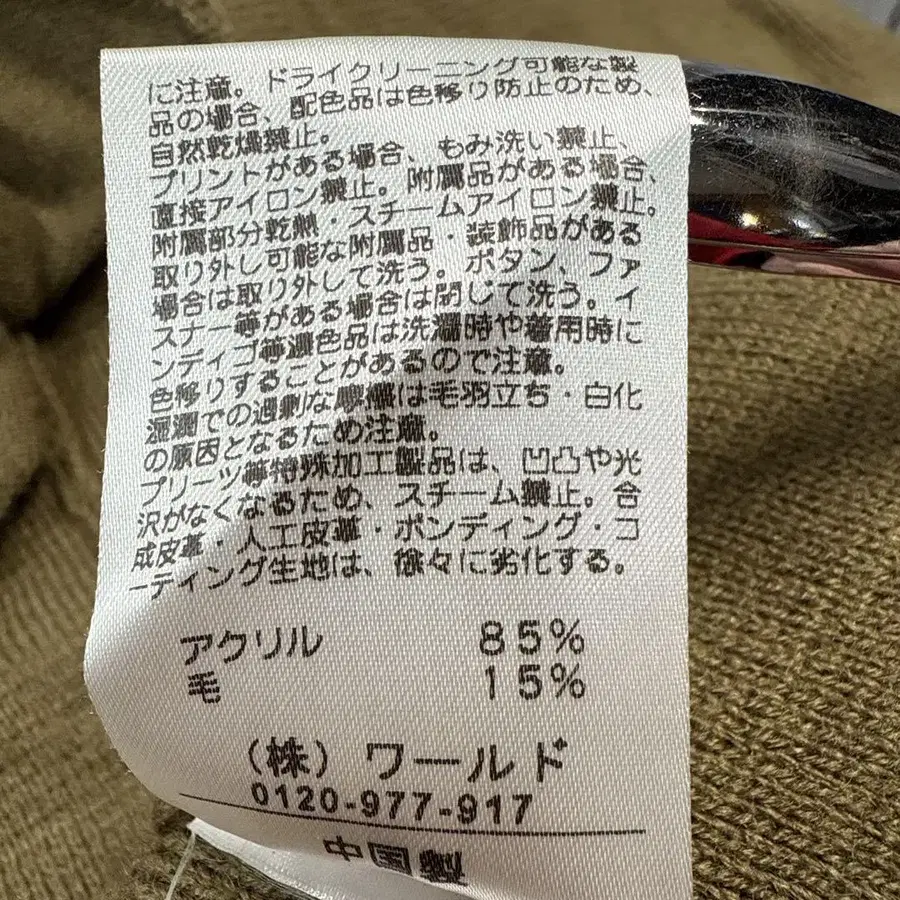 に注意。ドライクリーニング可能な製
品の場合、配色品は色移り防止のため、
自然乾燥禁止。
プリントがある場合、もみ洗い禁止、
直接アイロン禁止。附属品がある場合、
附属部分乾熱・スチームアイロン禁止。
取り外し可能な附属品・装飾品がある
場合は取り外して洗う。ボタン、ファ
スナー等がある場合は閉じて洗う。イ
ンディゴ等濃色品は洗濯時や着用時に
色移りすることがあるので注意。
湿潤での過剰な摩擦は毛羽立ち・白化
の原因となるため注意。
プリーツ等特殊加工製品は、凹凸や光
沢がなくなるため、スチーム禁止。合
成皮革・人工皮革・ボンディング・コ
ーティング生地は、徐々に劣化する。
アクリル 85%
毛 15%
(株) ワールド
0120-977-917
中国製